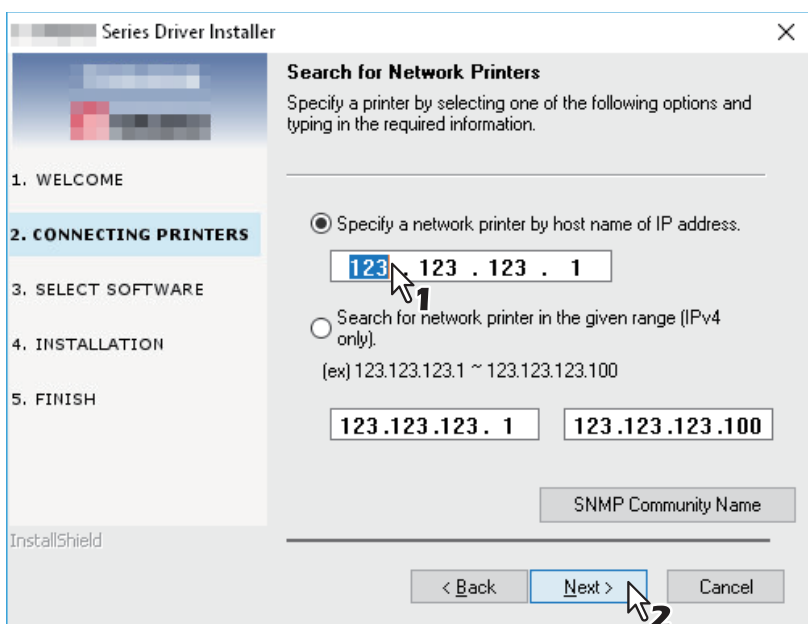 Series Driver Installer
Search for Network Printers
Specify a printer by selecting one of the following options and
typing in the required information.
1. WELCOME
2. CONNECTING PRINTERS
3. SELECT SOFTWARE
4. INSTALLATION
5. FINISH
Specify a network printer by host name of IP address.
123 . 123 . 123 . 1
1
Search for network printer in the given range (IPv4
only).
(ex) 123.123.123.1 ~ 123.123.123.100
123.123.123. 1
123.123.123.100
SNMP Community Name
InstallShield
< Back
Next >
Cancel
2